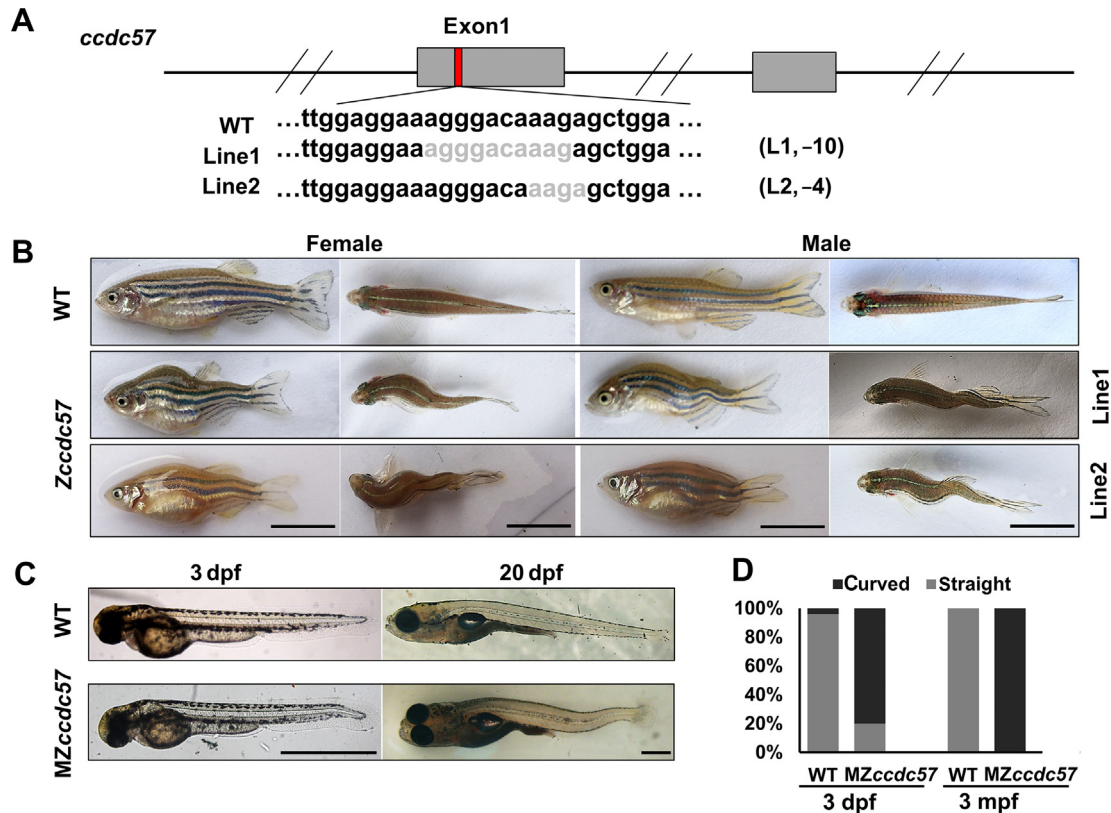 A
ccdc57
Exon1
WT
...ttggaggaaagggacaaagagctgga ...
Line1
...ttggaggaaagggacaaagagctgga ...
(L1, –10)
Line2
...ttggaggaaagggacaaagagctgga ...
(L2, –4)
B
Female
Male
WT
Zccdc57
Line1
Line2
C
3 dpf
20 dpf
WT
MZccdc57
D
Curved
Straight
100%
80%
60%
40%
20%
0%
WT MZccdc57
WT MZccdc57
3 dpf
3 mpf